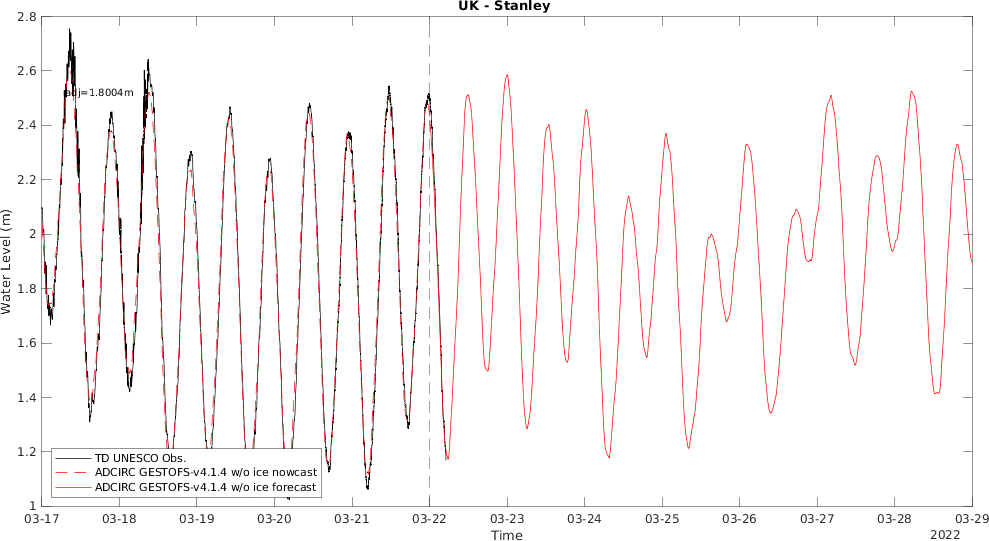 UK - Stanley
2.8
2.6
adj=1.8004m
2.4
2.2
2
1.8
1.6
1.4
1.2
1
Water Level (m)
TD UNESCO Obs.
ADCIRC GESTOFS-v4.1.4 w/o ice nowcast
ADCIRC GESTOFS-v4.1.4 w/o ice forecast
03-17 03-18 03-19 03-20 03-21 03-22 03-23 03-24 03-25 03-26 03-27 03-28 03-29
Time
2022